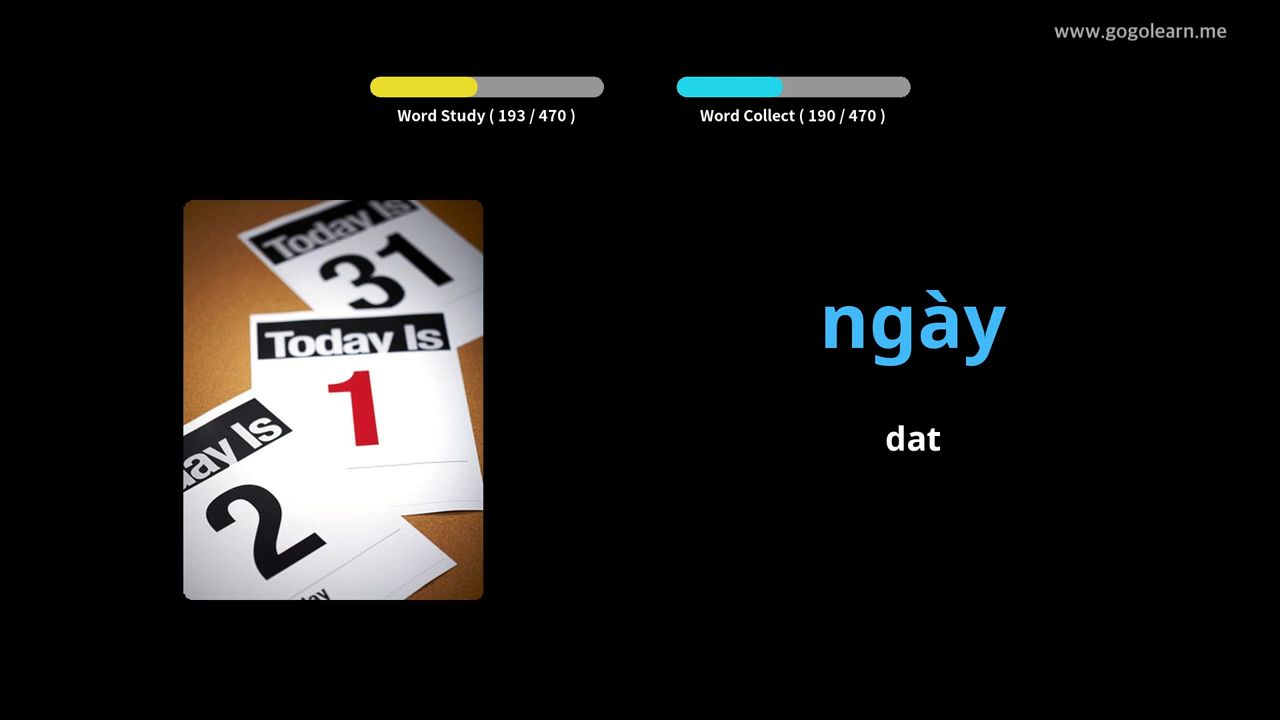 www.gogolearn.me
Word Study ( 193 / 470 )
Word Collect ( 190 / 470 )
Today Is
31
Today Is
1
ay Is
2
ay
ngày
dat